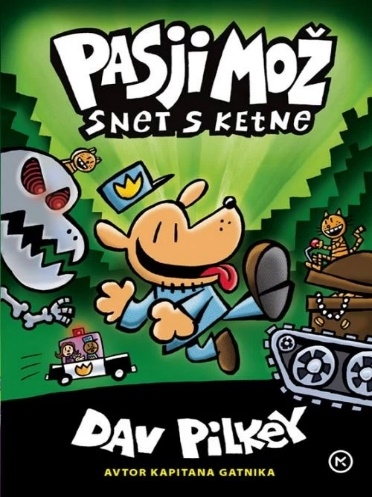 PASJI MOŽ
SNET S KETNE
DAV PILKEY
AVTOR KAPITANA GATNIKA